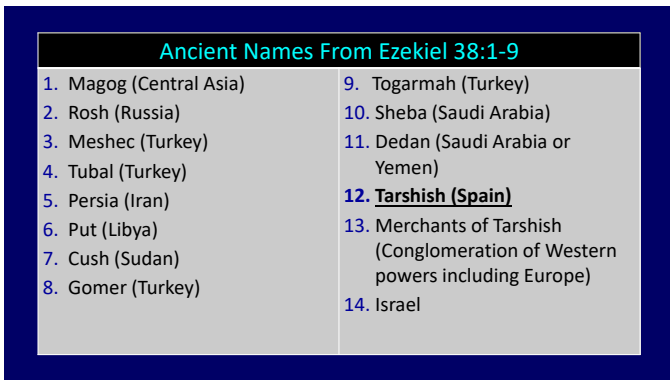 Ancient Names From Ezekiel 38:1-9
1. Magog (Central Asia)
2. Rosh (Russia)
3. Meshec (Turkey)
4. Tubal (Turkey)
5. Persia (Iran)
6. Put (Libya)
7. Cush (Sudan)
8. Gomer (Turkey)
9. Togarmah (Turkey)
10. Sheba (Saudi Arabia)
11. Dedan (Saudi Arabia or
Yemen)
12. Tarshish (Spain)
13. Merchants of Tarshish
(Conglomeration of Western
powers including Europe)
14. Israel